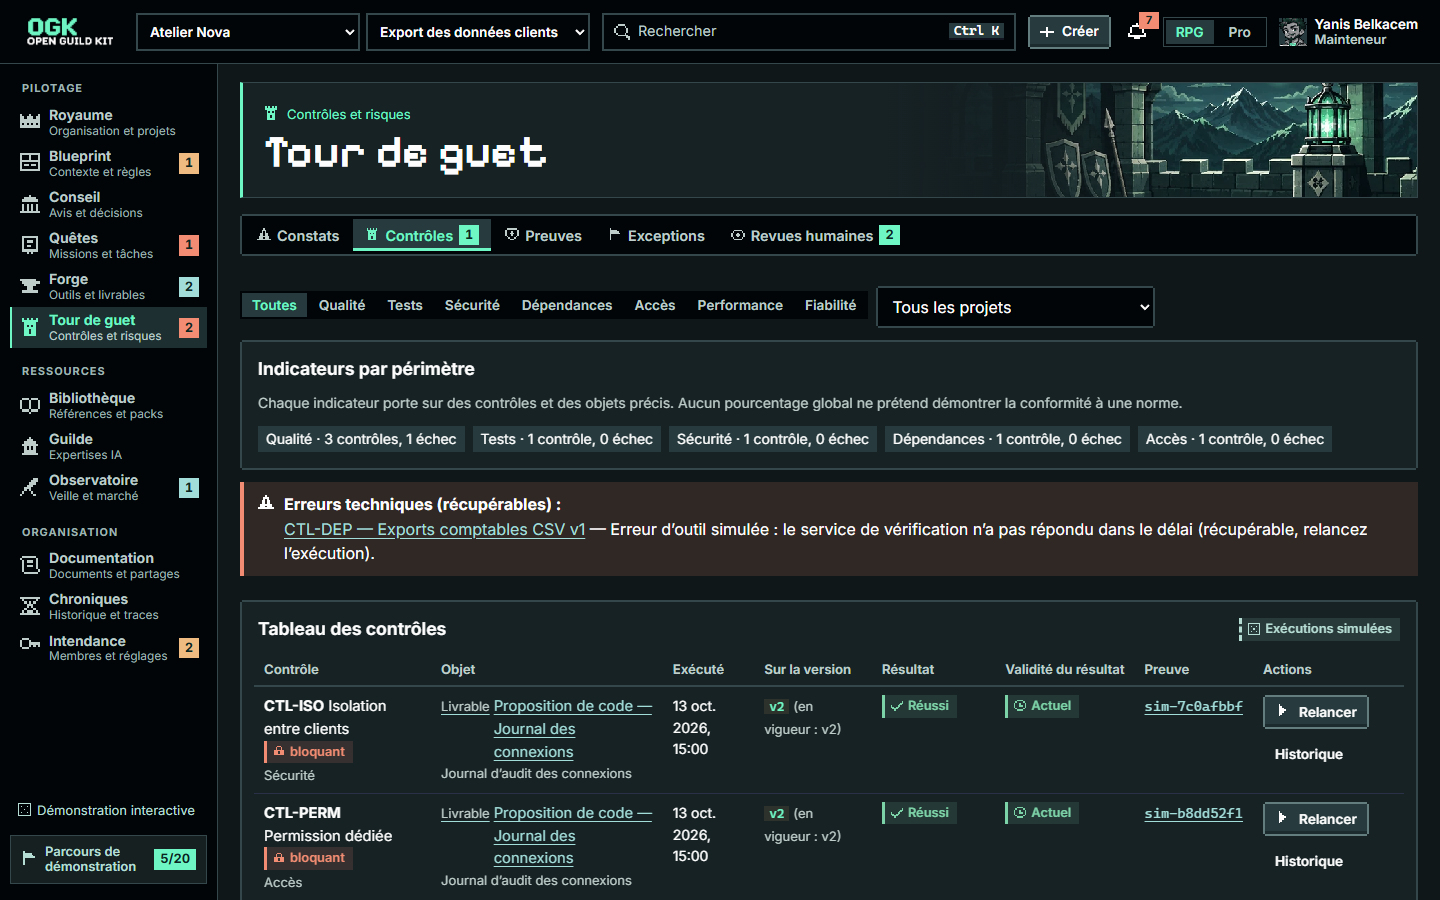 OGK
OPEN GUILD KIT
Atelier Nova
Export des données clients
Rechercher
Ctrl K
Créer
7
RPG
Pro
Yanis Belkacem
Mainteneur
PILOTAGE
Royaume
Organisation et projets
Blueprint
Contexte et règles
1
Conseil
Avis et décisions
Quêtes
Missions et tâches
1
Forge
Outils et livrables
2
Tour de guet
Contrôles et risques
2
RESSOURCES
Bibliothèque
Références et packs
Guilde
Expertises IA
Observatoire
Veille et marché
1
ORGANISATION
Documentation
Documents et partages
Chroniques
Historique et traces
Intendance
Membres et réglages
2
Démonstration interactive
Parcours de
démonstration
5/20
Contrôles et risques
Tour de guet
Constats
Contrôles 1
Preuves
Exceptions
Revues humaines 2
Toutes
Qualité
Tests
Sécurité
Dépendances
Accès
Performance
Fiabilité
Tous les projets
Indicateurs par périmètre
Chaque indicateur porte sur des contrôles et des objets précis. Aucun pourcentage global ne prétend démontrer la conformité à une norme.
Qualité · 3 contrôles, 1 échec
Tests · 1 contrôle, 0 échec
Sécurité · 1 contrôle, 0 échec
Dépendances · 1 contrôle, 0 échec
Accès · 1 contrôle, 0 échec
Erreurs techniques (récupérables) :
CTL-DEP — Exports comptables CSV v1 — Erreur d’outil simulée : le service de vérification n’a pas répondu dans le délai (récupérable, relancez
l’exécution).
Tableau des contrôles
Exécutions simulées
Contrôle
Objet
Exécuté
Sur la version
Résultat
Validité du résultat
Preuve
Actions
CTL-ISO Isolation
entre clients
bloquant
Sécurité
Livrable Proposition de code —
Journal des
connexions
Journal d’audit des connexions
13 oct.
2026,
15:00
v2 (en
vigueur : v2)
Réussi
Actuel
sim-7c0afbbf
Relancer
Historique
CTL-PERM
Permission dédiée
bloquant
Accès
Livrable Proposition de code —
Journal des
connexions
Journal d’audit des connexions
13 oct.
2026,
15:00
v2 (en
vigueur : v2)
Réussi
Actuel
sim-b8dd52f1
Relancer
Historique